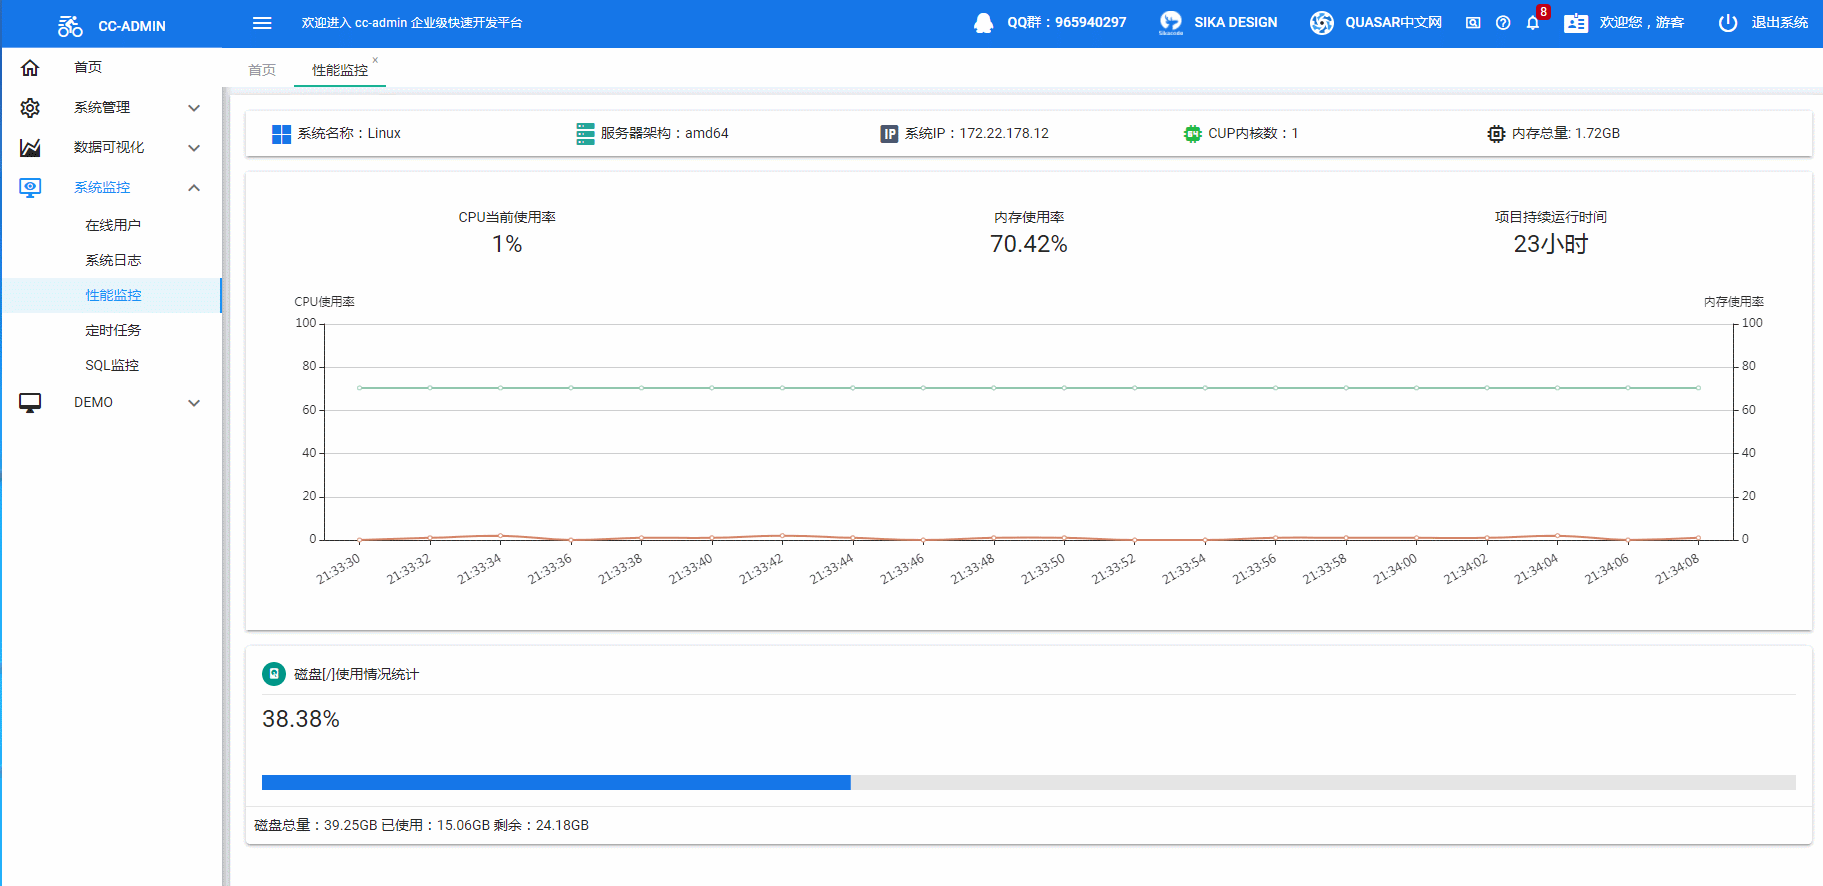 CC-ADMIN
欢迎进入 cc-admin 企业级快速开发平台
QQ群：965940297
SIKA DESIGN
QUASAR中文网
8
欢迎您，游客
退出系统
首页
系统管理
数据可视化
系统监控
在线用户
系统日志
性能监控
定时任务
SQL监控
DEMO
首页
性能监控
×
系统名称：Linux
服务器架构：amd64
IP 系统IP：172.22.178.12
64 CUP内核数：1
内存总量: 1.72GB
CPU当前使用率
1%
内存使用率
70.42%
项目持续运行时间
23小时
CPU使用率
内存使用率
100
80
60
40
20
0
100
80
60
40
20
0
21:33:30
21:33:32
21:33:34
21:33:36
21:33:38
21:33:40
21:33:42
21:33:44
21:33:46
21:33:48
21:33:50
21:33:52
21:33:54
21:33:56
21:33:58
21:34:00
21:34:02
21:34:04
21:34:06
21:34:08
磁盘[/]使用情况统计
38.38%
磁盘总量：39.25GB 已使用：15.06GB 剩余：24.18GB